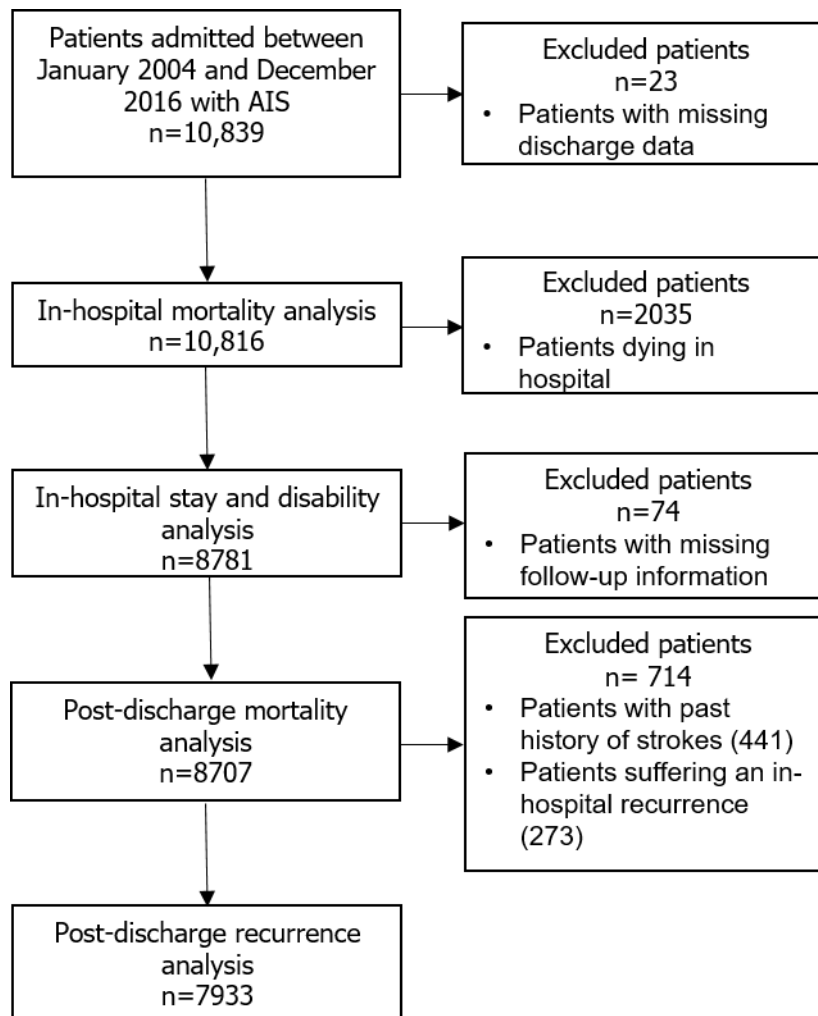 Patients admitted between
January 2004 and December
2016 with AIS
n=10,839
Excluded patients
n=23
• Patients with missing
discharge data
In-hospital mortality analysis
n=10,816
Excluded patients
n=2035
• Patients dying in
hospital
In-hospital stay and disability
analysis
n=8781
Excluded patients
n=74
• Patients with missing
follow-up information
Post-discharge mortality
analysis
n=8707
Excluded patients
n= 714
• Patients with past
history of strokes (441)
• Patients suffering an in-
hospital recurrence
(273)
Post-discharge recurrence
analysis
n=7933